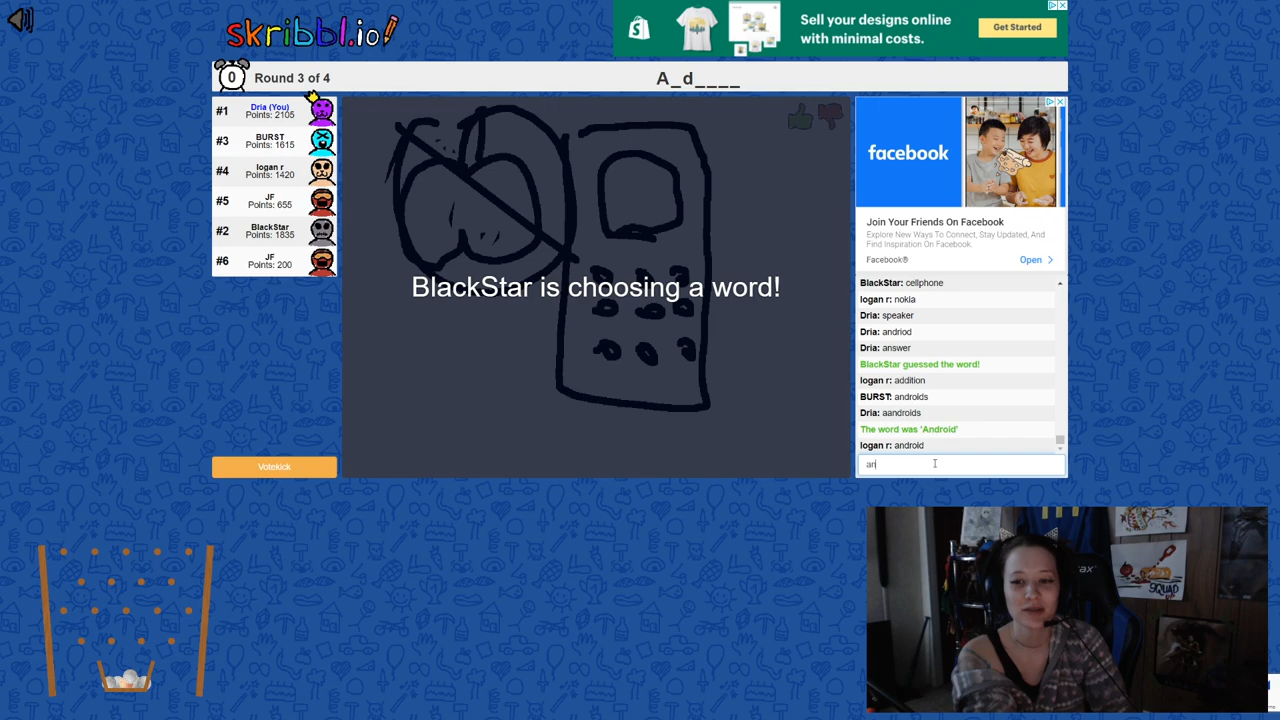 skribbl.io!
Sell your designs online
with minimal costs.
Get Started
0
Round 3 of 4
A_d____
#1
Dria (You)
Points: 2105
#3
BURST
Points: 1615
#4
logan r
Points: 1420
#5
JF
Points: 655
#2
BlackStar
Points: 1835
#6
JF
Points: 200
Votekick
BlackStar is choosing a word!
facebook
Join Your Friends On Facebook
Explore New Ways To Connect, Stay Updated, And
Find Inspiration On Facebook.
Facebook®
Open
BlackStar: cellphone
logan r: nokia
Dria: speaker
Dria: andriod
Dria: answer
BlackStar guessed the word!
logan r: addition
BURST: androids
Dria: aandroids
The word was 'Android'
logan r: android
an
SQUAD